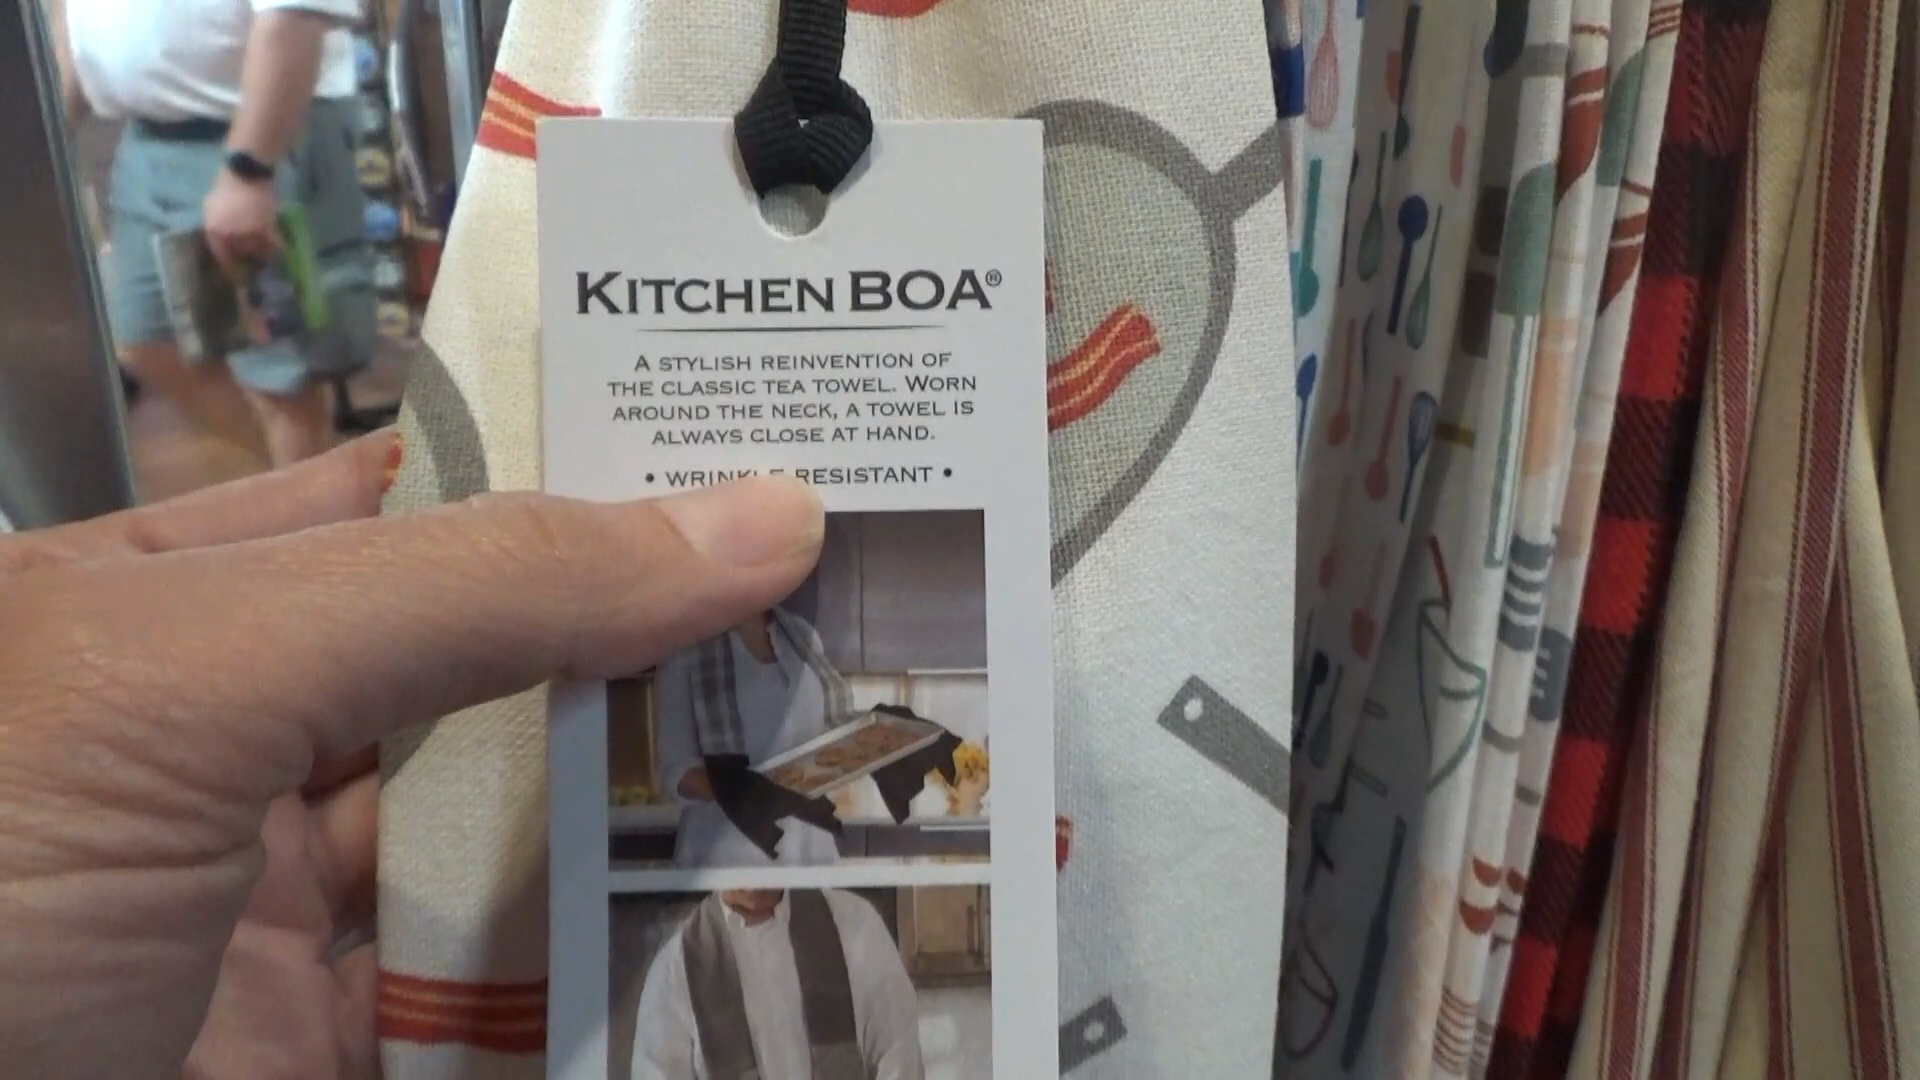 KITCHEN BOA®
A STYLISH REINVENTION OF
THE CLASSIC TEA TOWEL. WORN
AROUND THE NECK, A TOWEL IS
ALWAYS CLOSE AT HAND.
• WRINKLE RESISTANT •